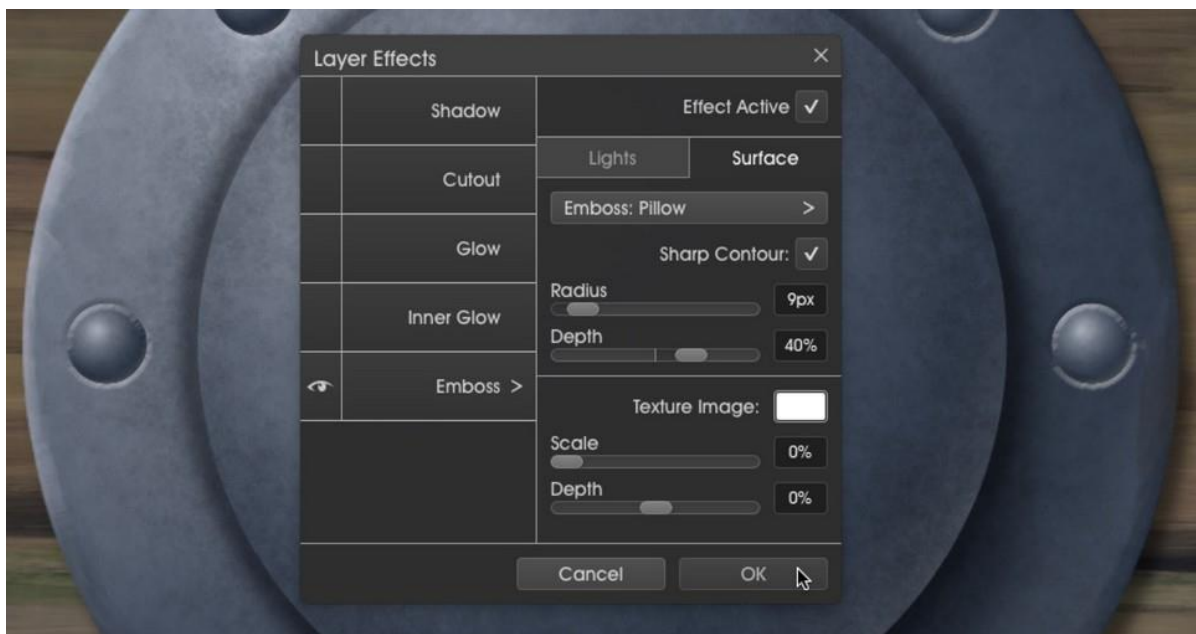 Layer Effects
Shadow
Cutout
Glow
Inner Glow
Emboss >
Effect Active
Lights
Surface
Emboss: Pillow >
Sharp Contour:
Radius
9px
Depth
40%
Texture Image:
Scale
0%
Depth
0%
Cancel
OK